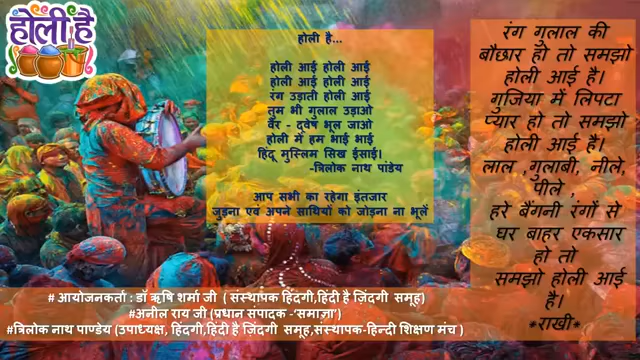 होली है
होली है...
होली आई होली आई
होली आई होली आई
रंग उड़ाती होली आई
तुम भी गुलाल उड़ाओ
बैर - द्वेष भूल जाओ
होली में हम भाई भाई
हिंदू मुस्लिम सिख ईसाई।
-त्रिलोक नाथ पांडेय
आप सभी का रहेगा इंतजार
जुड़ना एवं अपने साथियों को जोड़ना ना भूलें
रंग गुलाल की
बौछार हो तो समझो
होली आई है।
गुजिया में लिपटा
प्यार हो तो समझो
होली आई है।
लाल ,गुलाबी, नीले,
पीले ,
हरे बैंगनी रंगों से
घर बाहर एकसार
हो तो
समझो होली आई
है।
*राखी*
# आयोजनकर्ता : डॉ ऋषि शर्मा जी ( संस्थापक हिंदगी,हिंदी है ज़िंदगी समूह)
#अनील राय जी (प्रधान संपादक -'समाज्ञा')
#त्रिलोक नाथ पाण्डेय (उपाध्यक्ष, हिंदगी,हिंदी है जिंदगी समूह,संस्थापक-हिन्दी शिक्षण मंच )